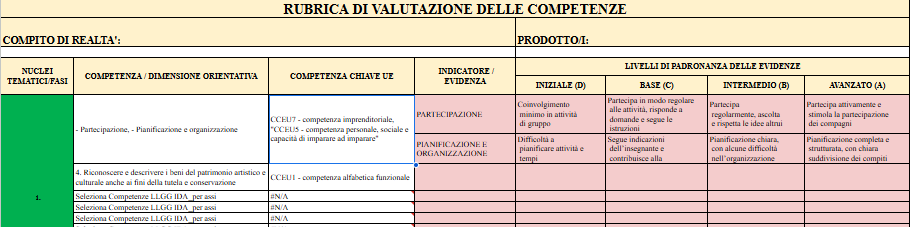 RUBRICA DI VALUTAZIONE DELLE COMPETENZE
COMPITO DI REALTA':
PRODOTTO/I:
NUCLEI
TEMATICI/FASI
COMPETENZA / DIMENSIONE ORIENTATIVA
COMPETENZA CHIAVE UE
INDICATORE /
EVIDENZA
LIVELLI DI PADRONANZA DELLE EVIDENZE
INIZIALE (D)
BASE (C)
INTERMEDIO (B)
AVANZATO (A)
1.
- Partecipazione, - Pianificazione e organizzazione
CCEU7 - competenza imprenditoriale,
"CCEU5 - competenza personale, sociale e
capacità di imparare ad imparare"
PARTECIPAZIONE
Coinvolgimento
minimo in attività
di gruppo
Partecipa in modo regolare
alle attività, risponde a
domande e segue le
istruzioni
Partecipa
regolarmente, ascolta
e rispetta le idee altrui
Partecipa attivamente e
stimola la partecipazione
dei compagni
PIANIFICAZIONE E
ORGANIZZAZIONE
Difficoltà a
pianificare attività e
tempi
Segue indicazioni
dell'insegnante e
contribuisce alla
Pianificazione chiara,
con alcune difficoltà
nell'organizzazione
Pianificazione completa e
strutturata, con chiara
suddivisione dei compiti
4. Riconoscere e descrivere i beni del patrimonio artistico e
culturale anche ai fini della tutela e conservazione
CCEU1 - competenza alfabetica funzionale
Seleziona Competenze LLGG IDA_per assi
#N/A
Seleziona Competenze LLGG IDA_per assi
#N/A
Seleziona Competenze LLGG IDA_per assi
#N/A